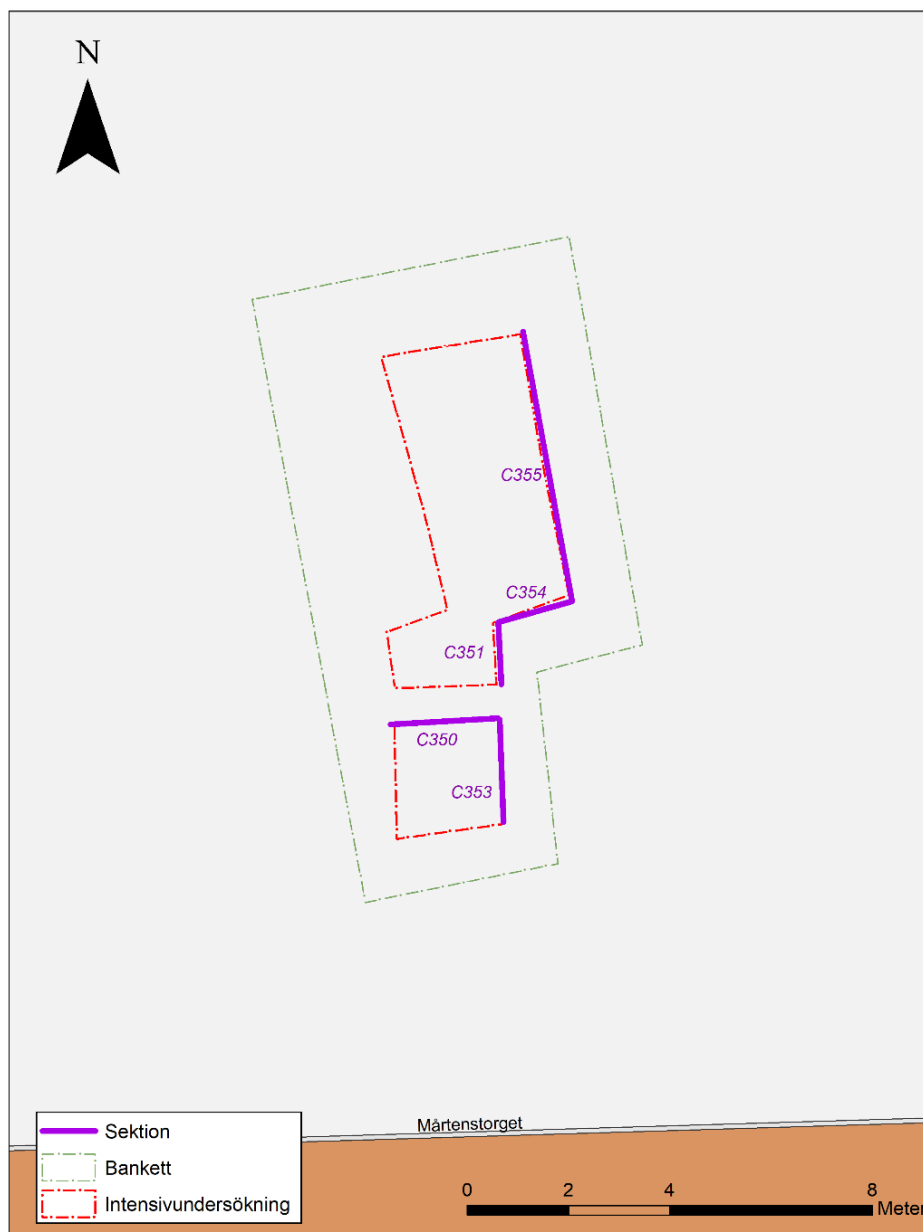 N
C355
C354
C351
C350
C353
Mårtenstorget
Sektion
Bankett
Intensivundersökning
0 2 4 8
Meter